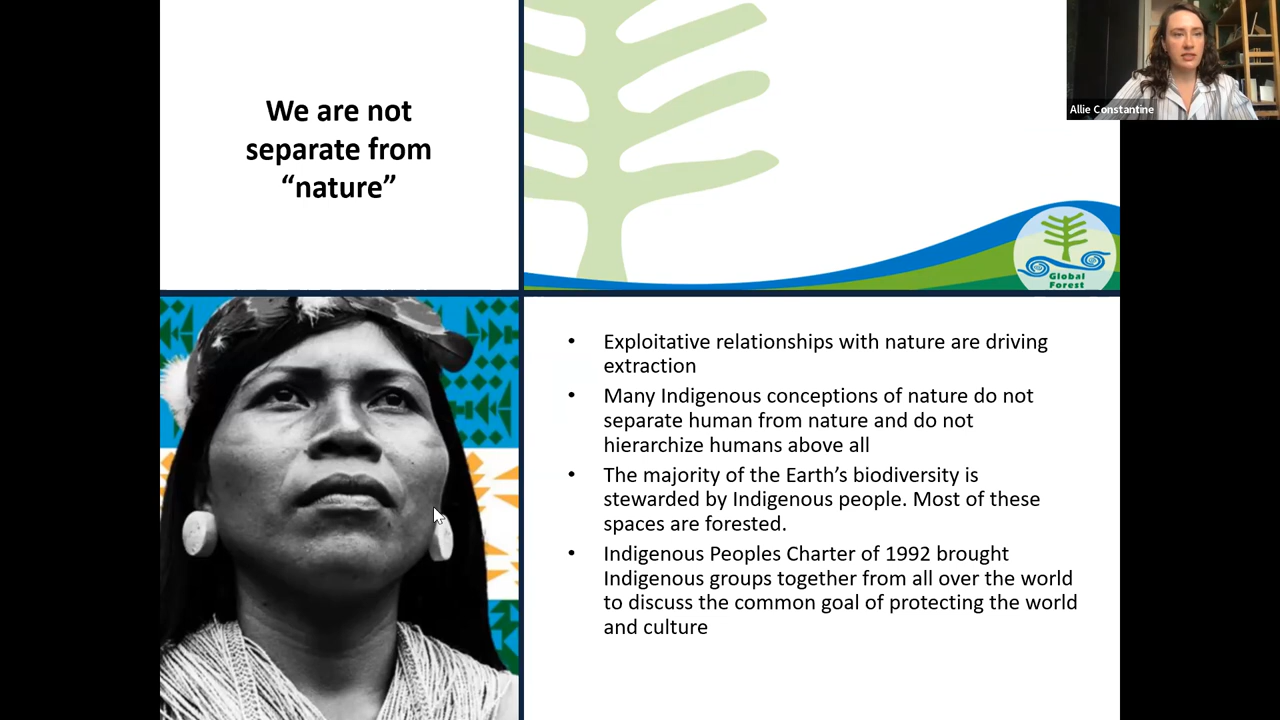 We are not
separate from
“nature”
Allie Constantine
Global
Forest
• Exploitative relationships with nature are driving
extraction
• Many Indigenous conceptions of nature do not
separate human from nature and do not
hierarchize humans above all
• The majority of the Earth’s biodiversity is
stewarded by Indigenous people. Most of these
spaces are forested.
• Indigenous Peoples Charter of 1992 brought
Indigenous groups together from all over the world
to discuss the common goal of protecting the world
and culture